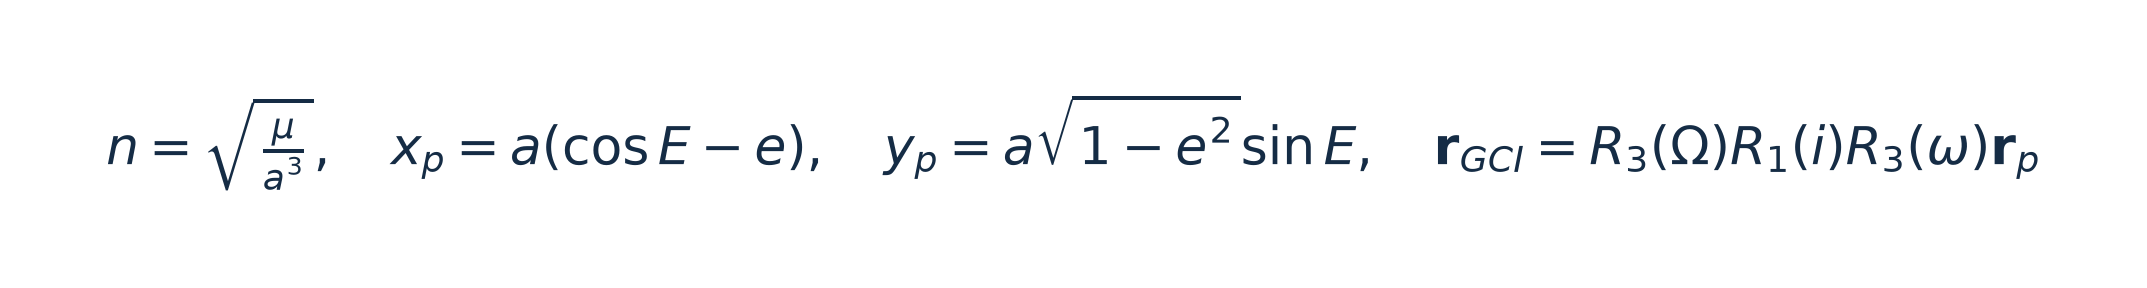 n = √(μ/a³),    x_p = a(cos E − e),    y_p = a√(1 − e²) sin E,    r_GCI = R₃(Ω)R₁(i)R₃(ω)r_p